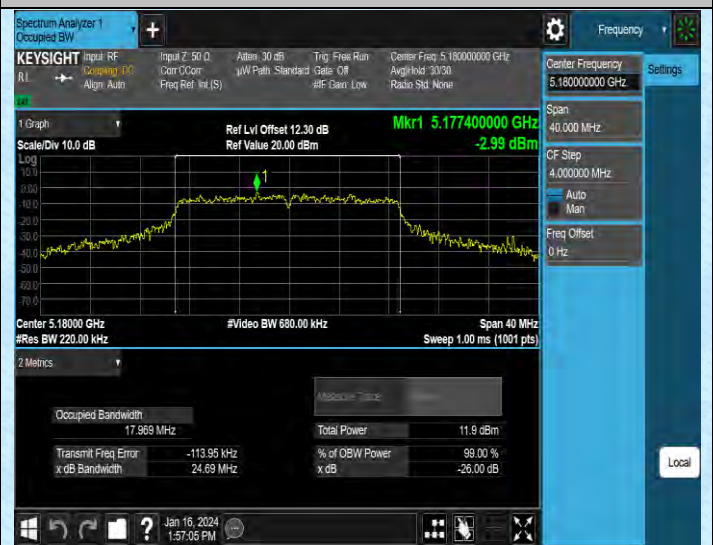 Spectrum Analyzer 1
Occupied BW
+
Frequency
KEYSIGHT
Input: RF
Input Z: 50 Ω
Atten: 30 dB
Trig: Free Run
Center Freq: 5.180000000 GHz
RL
Coupling: DC
Corr CCorr
µW Path: Standard
Gate: Off
Avg|Hold: 30/30
Align: Auto
Freq Ref: Int (S)
#IF Gain: Low
Radio Std: None
Center Frequency
5.180000000 GHz
Settings
Span
40.000 MHz
CF Step
4.000000 MHz
Auto
Man
Freq Offset
0 Hz
1 Graph
Ref Lvl Offset 12.30 dB
Mkr1 5.177400000 GHz
Scale/Div 10.0 dB
Ref Value 20.00 dBm
-2.99 dBm
Log
10.0
0.00
-10.0
-20.0
-30.0
-40.0
-50.0
-60.0
-70.0
1
Center 5.18000 GHz
#Video BW 680.00 kHz
Span 40 MHz
#Res BW 220.00 kHz
Sweep 1.00 ms (1001 pts)
2 Metrics
Measure Trace
Occupied Bandwidth
17.969 MHz
Total Power
11.9 dBm
Transmit Freq Error
-113.95 kHz
% of OBW Power
99.00 %
x dB Bandwidth
24.69 MHz
x dB
-26.00 dB
Local
?
Jan 16, 2024
1:57:05 PM